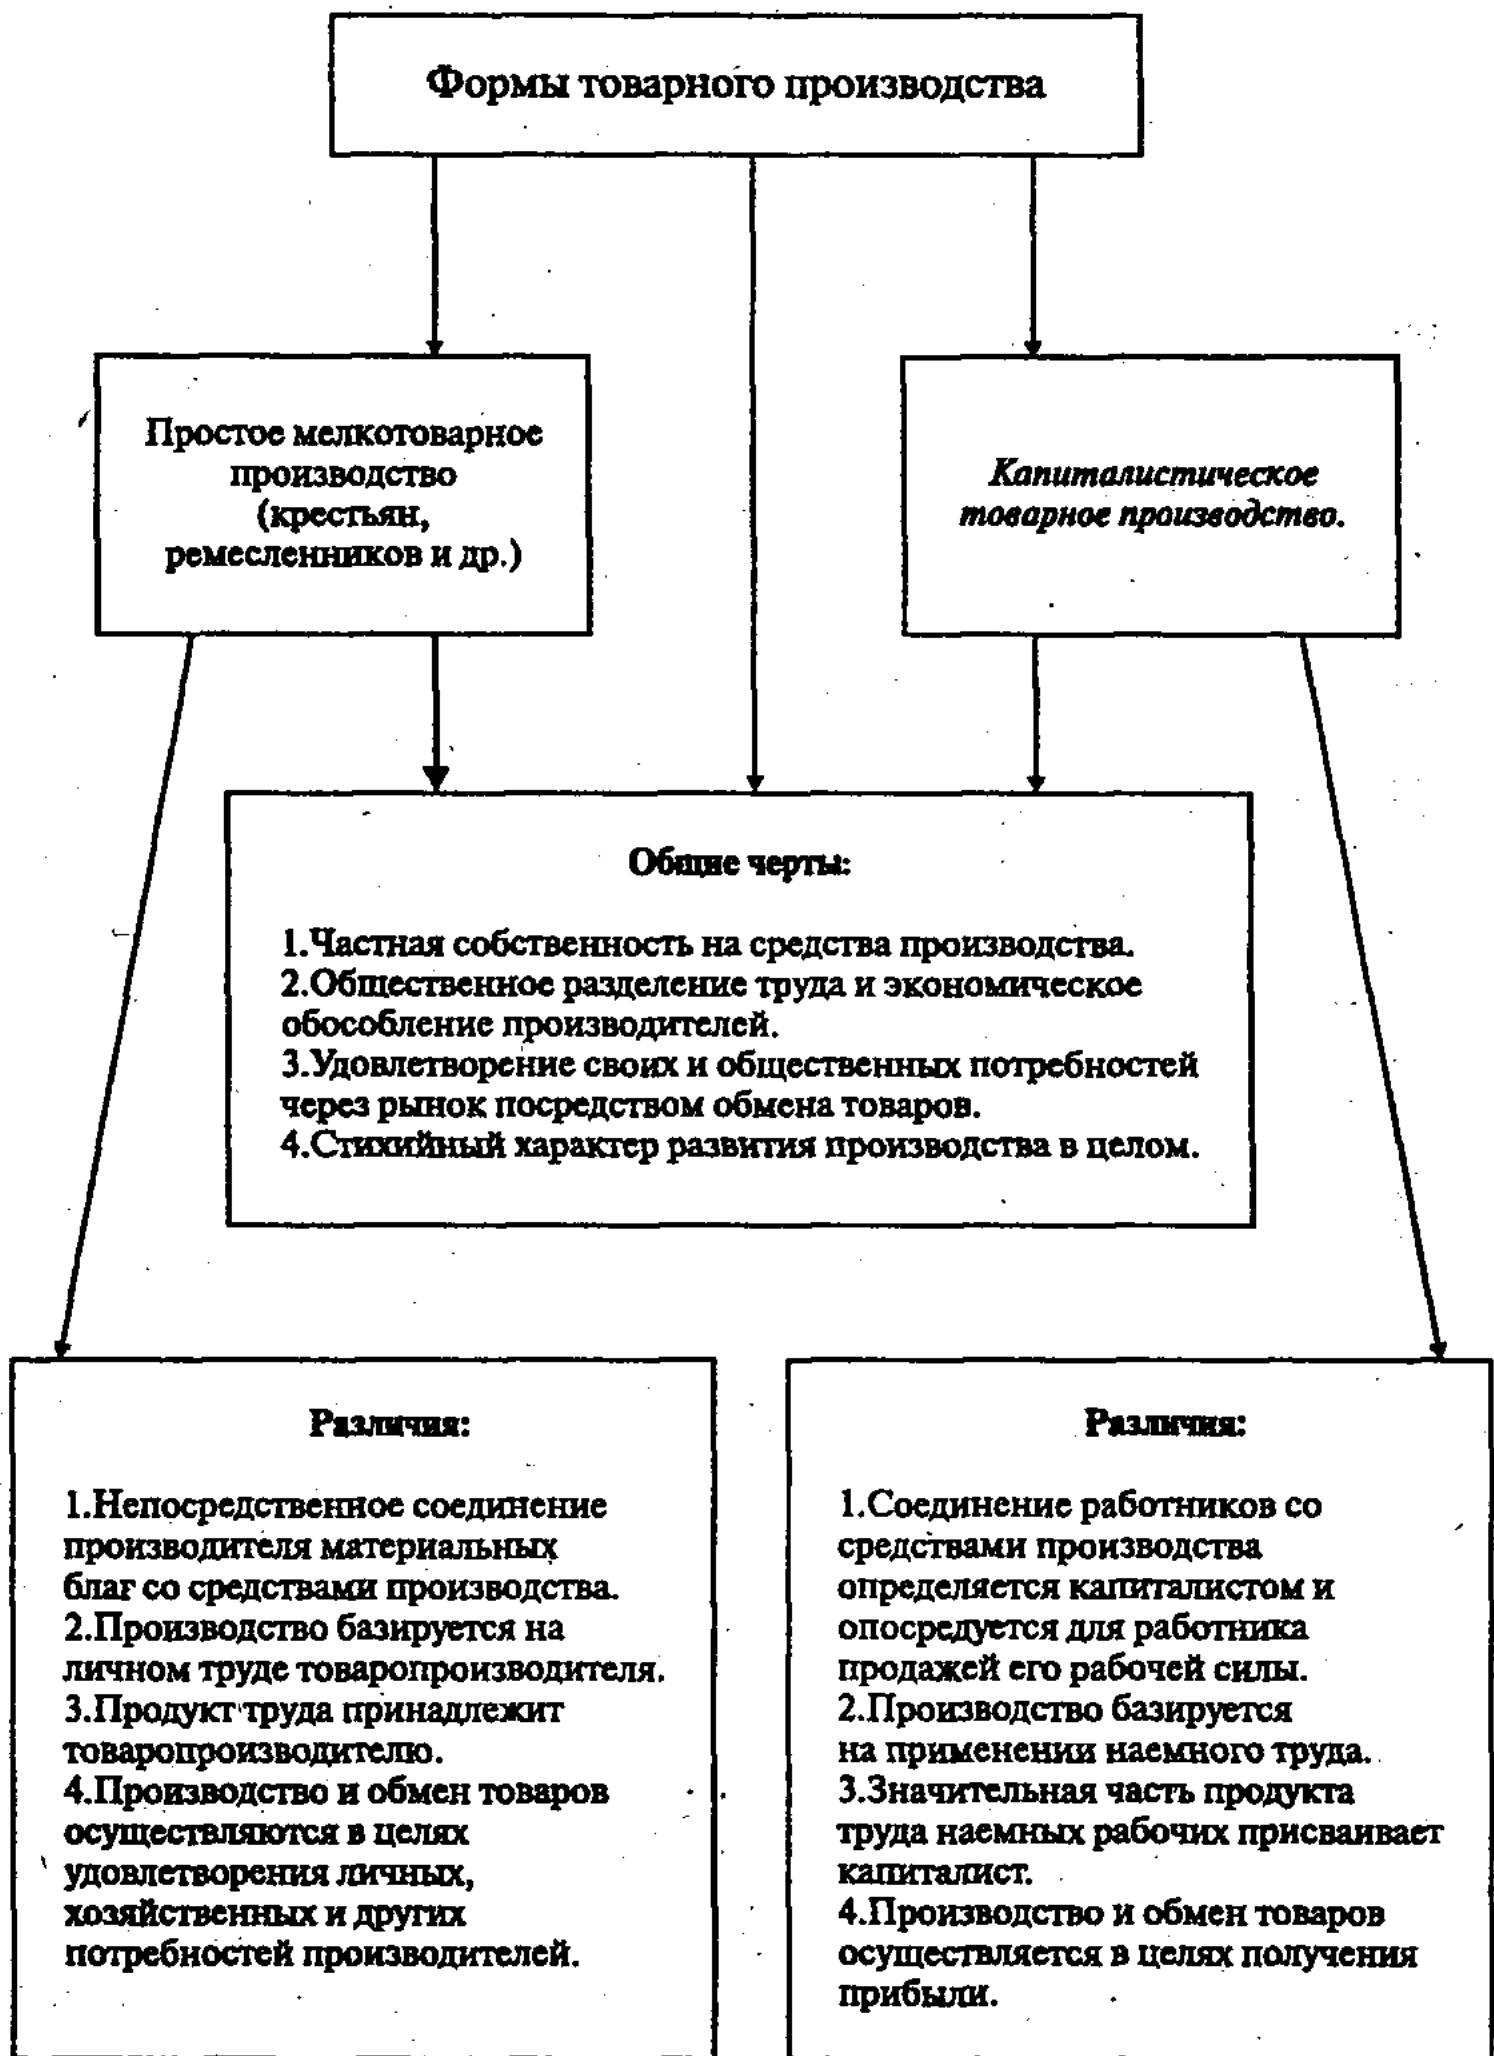 Формы товарного производства
Простое мелкотоварное
производство
(крестьян,
ремесленников и др.)
Капиталистическое
товарное производство.
Общие черты:
1.Частная собственность на средства производства.
2.Общественное разделение труда и экономическое
обособление производителей.
3.Удовлетворение своих и общественных потребностей
через рынок посредством обмена товаров.
4.Стихийный характер развития производства в целом.
Различия:
1.Непосредственное соединение
производителя материальных
благ со средствами производства.
2.Производство базируется на
личном труде товаропроизводителя.
3.Продукт труда принадлежит
товаропроизводителю.
4.Производство и обмен товаров
осуществляются в целях
удовлетворения личных,
хозяйственных и других
потребностей производителей.
Различия:
1.Соединение работников со
средствами производства
определяется капиталистом и
опосредуется для работника
продажей его рабочей силы.
2.Производство базируется
на применении наемного труда.
3.Значительная часть продукта
труда наемных рабочих присваивает
капиталист.
4.Производство и обмен товаров
осуществляется в целях получения
прибыли.